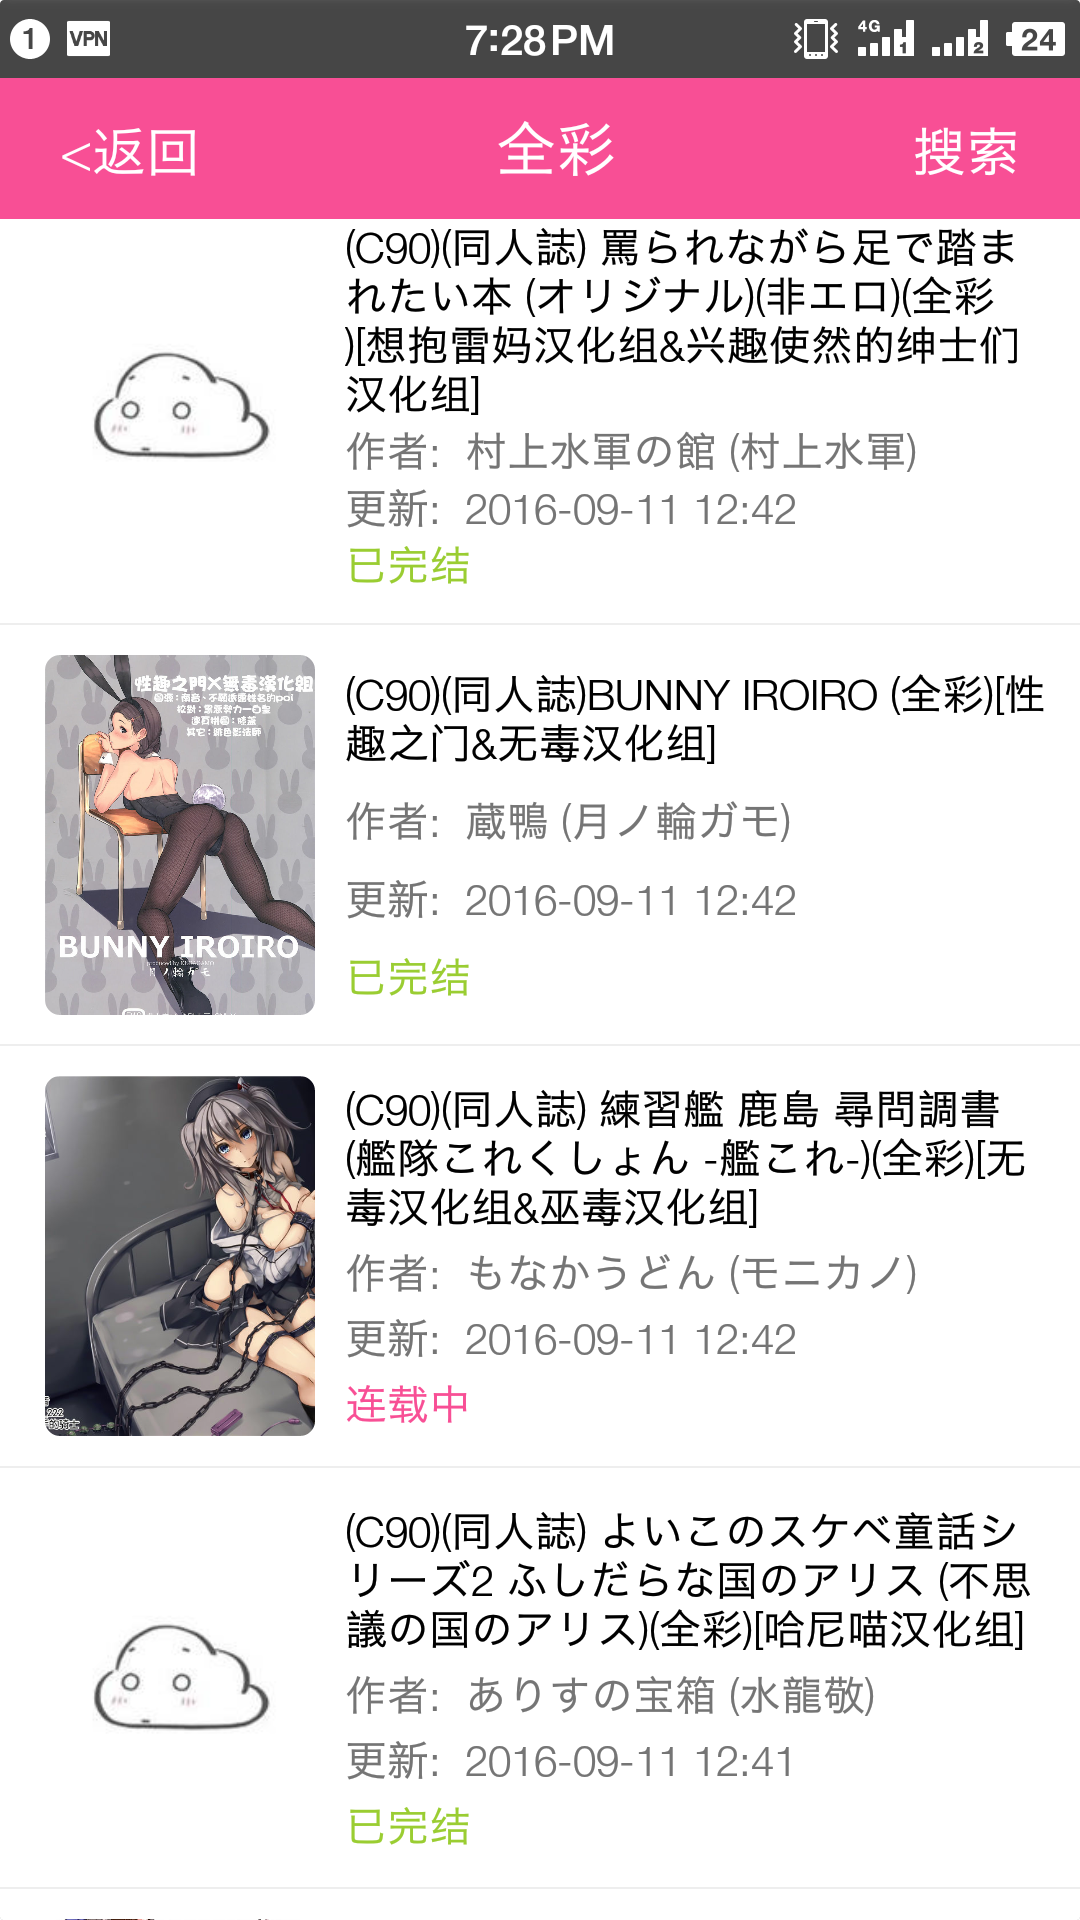 1 VPN 7:28PM 4G 1 2 24
<返回 全彩 搜索
(C90)(同人誌) 罵られながら足で踏ま
れたい本 (オリジナル)(非エロ)(全彩
)[想抱雷妈汉化组&兴趣使然的绅士们
汉化组]
作者: 村上水軍の館 (村上水軍)
更新: 2016-09-11 12:42
已完结
性趣之門X無毒漢化組
BUNNY IROIRO
月ノ輪ガモ
(C90)(同人誌)BUNNY IROIRO (全彩)[性
趣之门&无毒汉化组]
作者: 蔵鴨 (月ノ輪ガモ)
更新: 2016-09-11 12:42
已完结
(C90)(同人誌) 練習艦 鹿島 尋問調書
(艦隊これくしょん -艦これ-)(全彩)[无
毒汉化组&巫毒汉化组]
作者: もなかうどん (モニカノ)
更新: 2016-09-11 12:42
连载中
(C90)(同人誌) よいこのスケベ童話シ
リーズ2 ふしだらな国のアリス (不思
議の国のアリス)(全彩)[哈尼喵汉化组]
作者: ありすの宝箱 (水龍敬)
更新: 2016-09-11 12:41
已完结